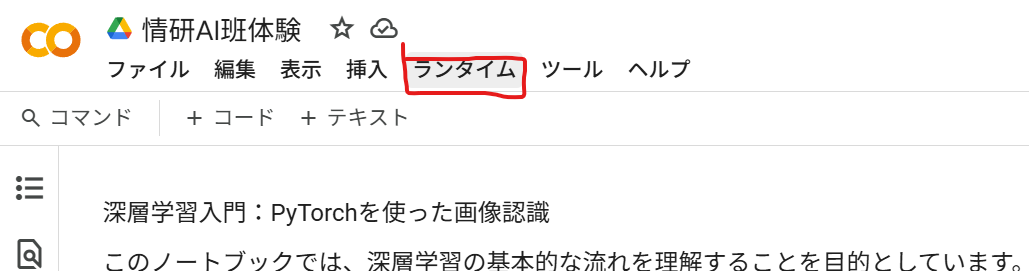 情研AI班体験
ファイル 編集 表示 挿入 ランタイム ツール ヘルプ
コマンド + コード + テキスト
深層学習入門：PyTorchを使った画像認識
このノートブックでは、深層学習の基本的な流れを理解することを目的としています。